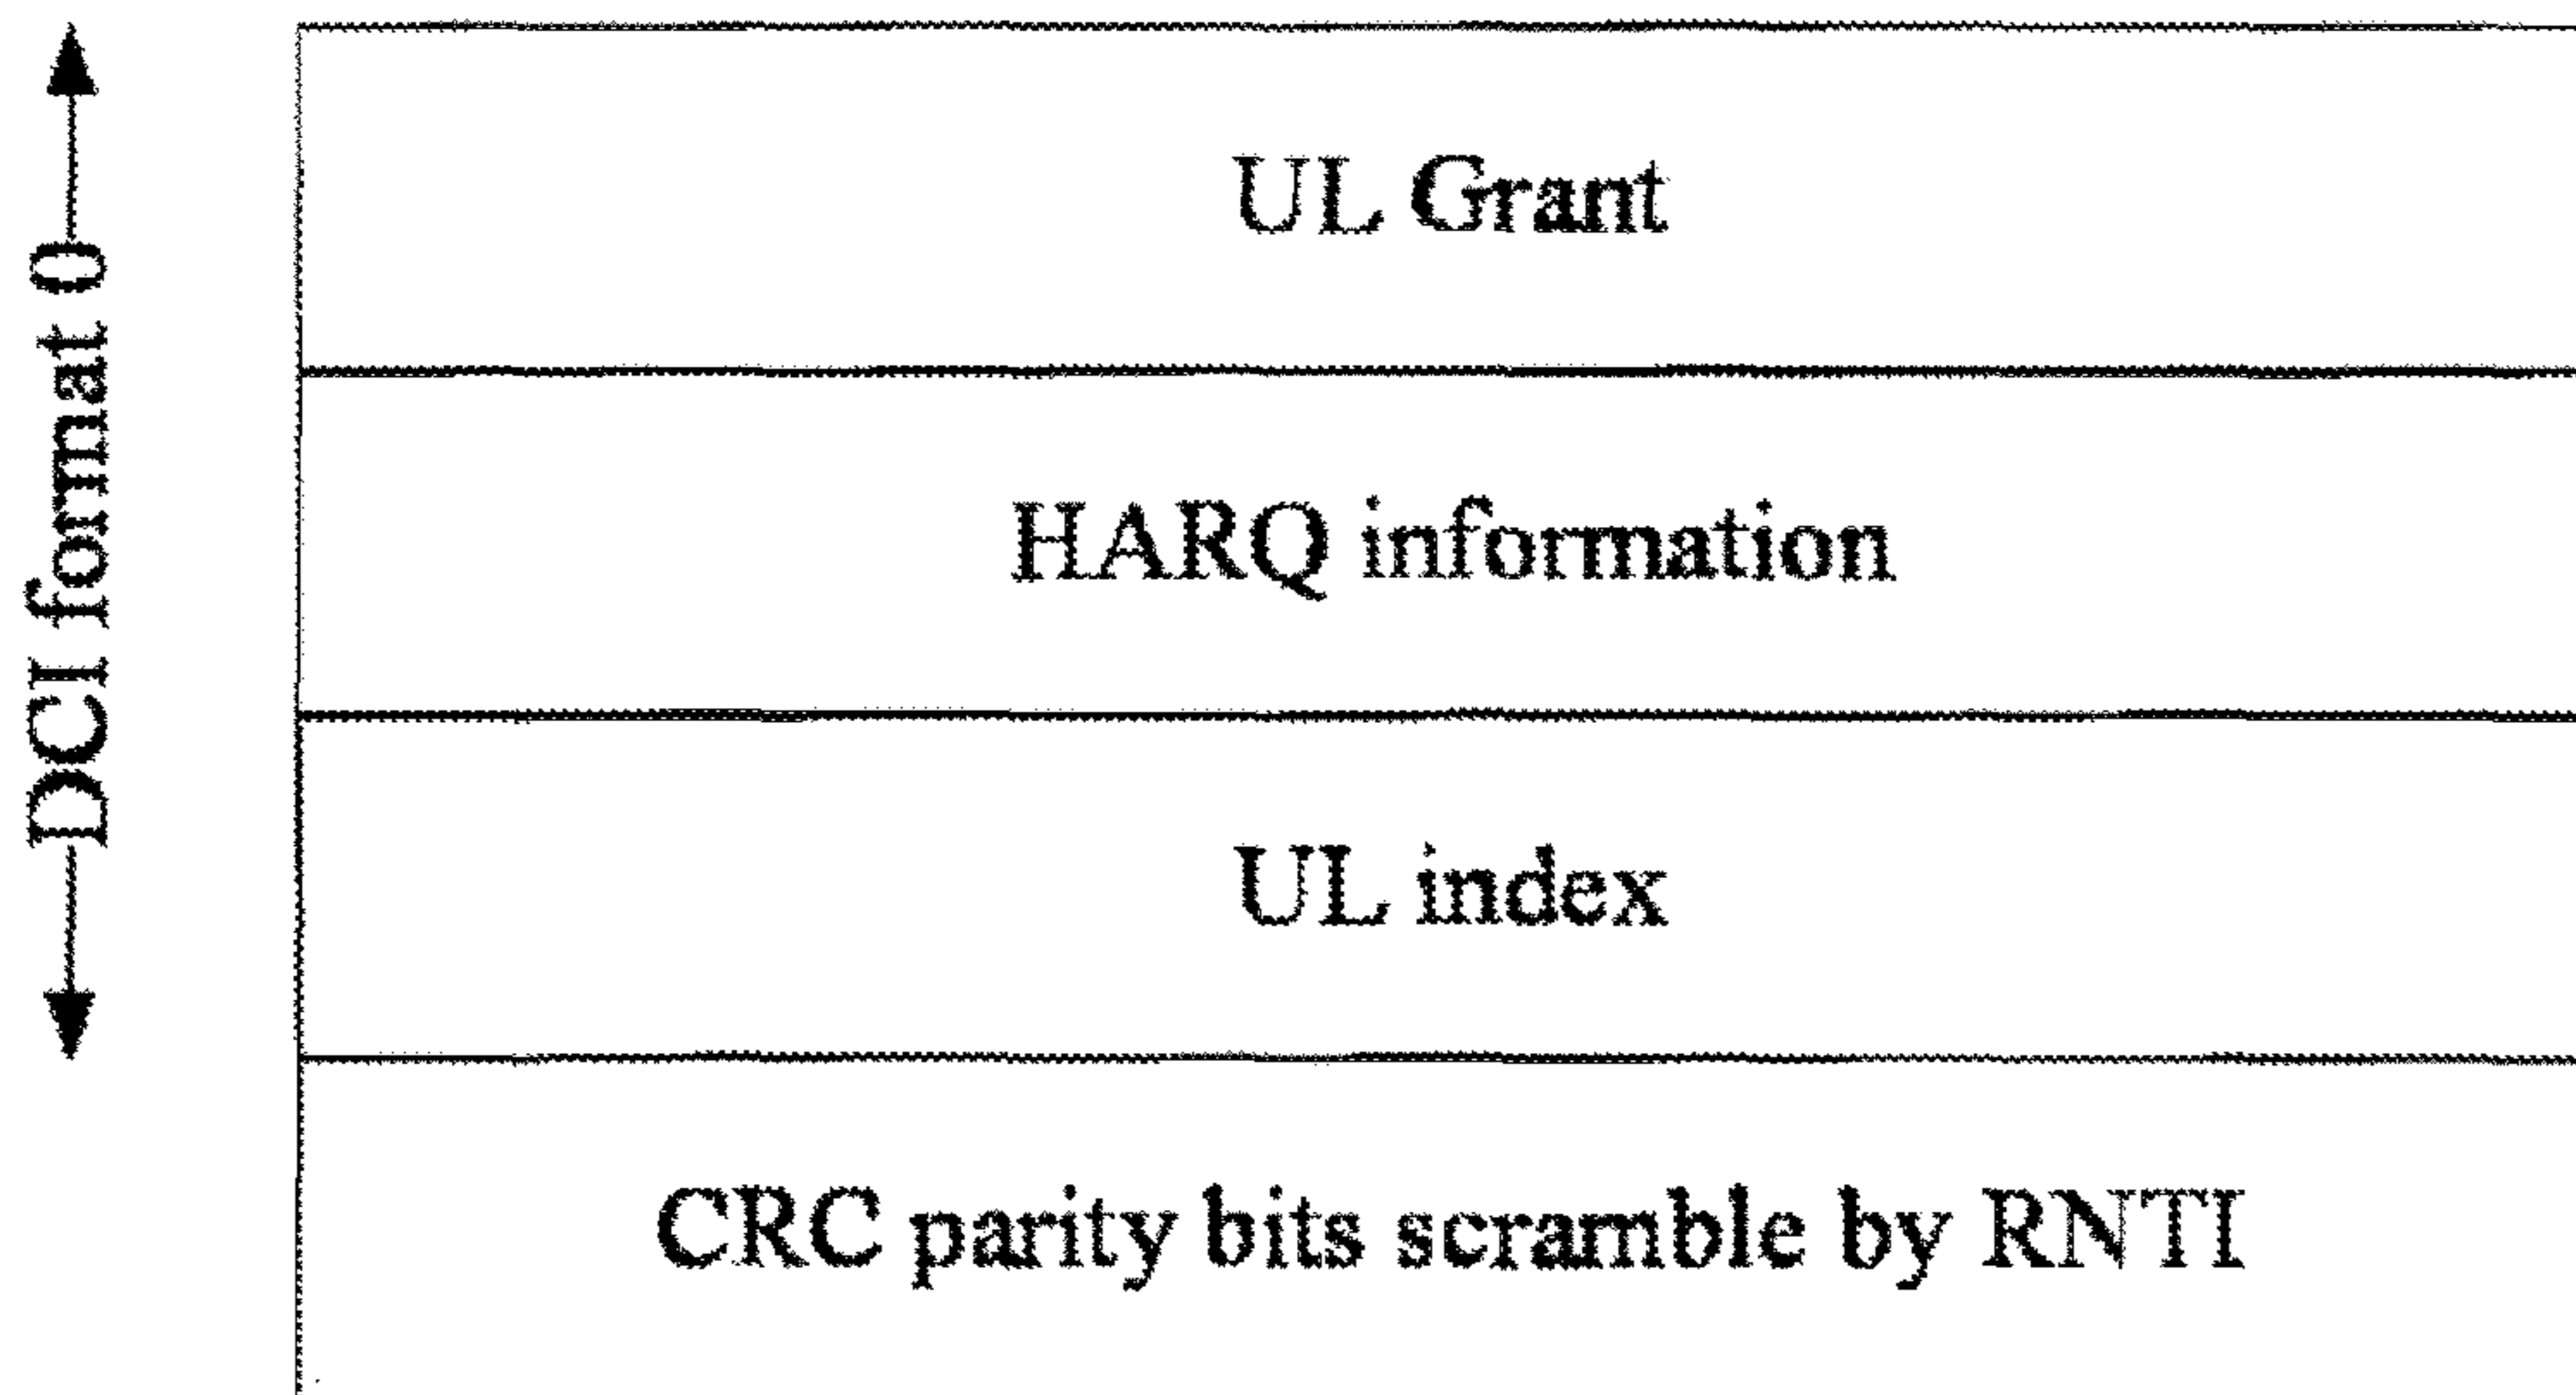 DCI format 0
UL Grant
HARQ information
UL index
CRC parity bits scramble by RNTI